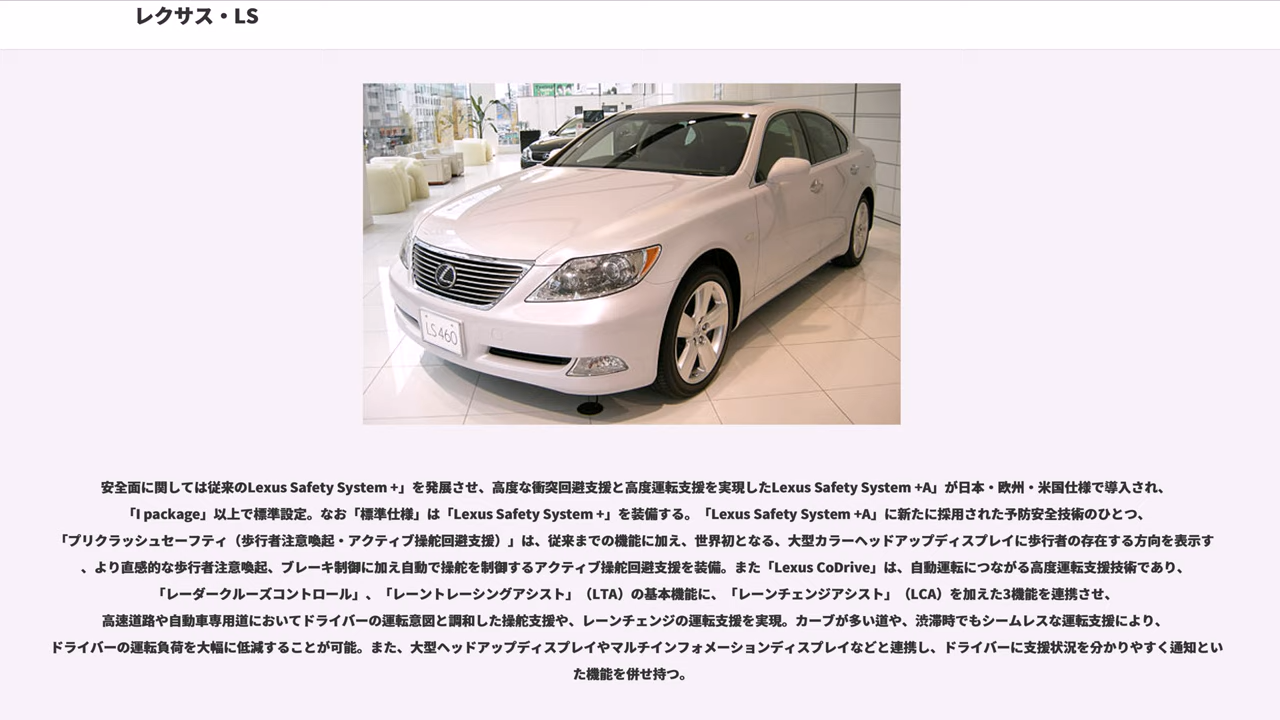 レクサス・LS
LS460
安全面に関しては従来のLexus Safety System +」を発展させ、高度な衝突回避支援と高度運転支援を実現したLexus Safety System +A」が日本・欧州・米国仕様で導入され、
「I package」以上で標準設定。なお「標準仕様」は「Lexus Safety System +」を装備する。「Lexus Safety System +A」に新たに採用された予防安全技術のひとつ、
「プリクラッシュセーフティ（歩行者注意喚起・アクティブ操舵回避支援）」は、従来までの機能に加え、世界初となる、大型カラーヘッドアップディスプレイに歩行者の存在する方向を表示す
、より直感的な歩行者注意喚起、ブレーキ制御に加え自動で操舵を制御するアクティブ操舵回避支援を装備。また「Lexus CoDrive」は、自動運転につながる高度運転支援技術であり、
「レーダークルーズコントロール」、「レーントレーシングアシスト」（LTA）の基本機能に、「レーンチェンジアシスト」（LCA）を加えた3機能を連携させ、
高速道路や自動車専用道においてドライバーの運転意図と調和した操舵支援や、レーンチェンジの運転支援を実現。カーブが多い道や、渋滞時でもシームレスな運転支援により、
ドライバーの運転負荷を大幅に低減することが可能。また、大型ヘッドアップディスプレイやマルチインフォメーションディスプレイなどと連携し、ドライバーに支援状況を分かりやすく通知とい
た機能を併せ持つ。